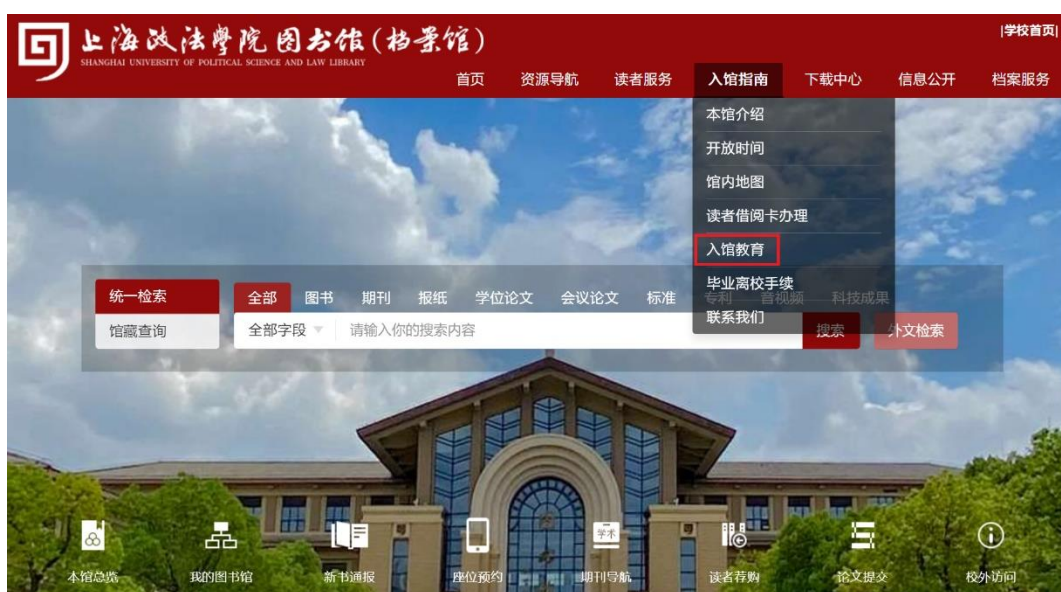 上海政法學院图书馆(档案馆)
SHANGHAI UNIVERSITY OF POLITICAL SCIENCE AND LAW LIBRARY
|学校首页|
首页 资源导航 读者服务 入馆指南 下载中心 信息公开 档案服务
本馆介绍
开放时间
馆内地图
读者借阅卡办理
入馆教育
毕业离校手续
联系我们
统一检索
馆藏查询
全部 图书 期刊 报纸 学位论文 会议论文 标准 专利 音视频 科技成果
全部字段 请输入你的搜索内容 搜索 外文检索
学术
本馆总览 我的图书馆 新书通报 座位预约 期刊导航 读者荐购 论文提交 校外访问